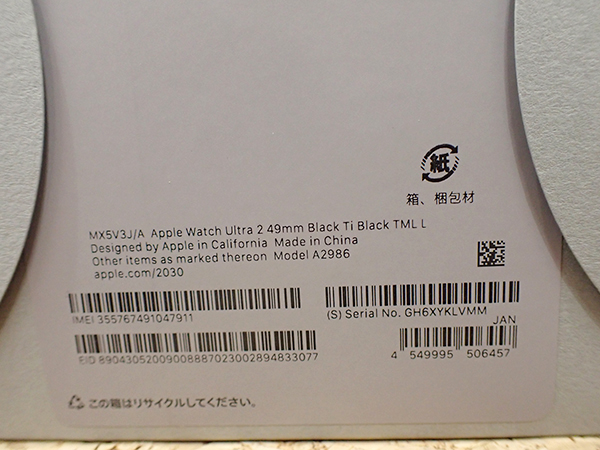 紙
箱、梱包材
MX5V3J/A Apple Watch Ultra 2 49mm Black Ti Black TML L
Designed by Apple in California Made in China
Other items as marked thereon Model A2986
apple.com/2030
IMEI 355767491047911
(S) Serial No. GH6XYKLVMM
EID 89043052009008887023002894833077
JAN
4 549995 506457
この箱はリサイクルしてください。